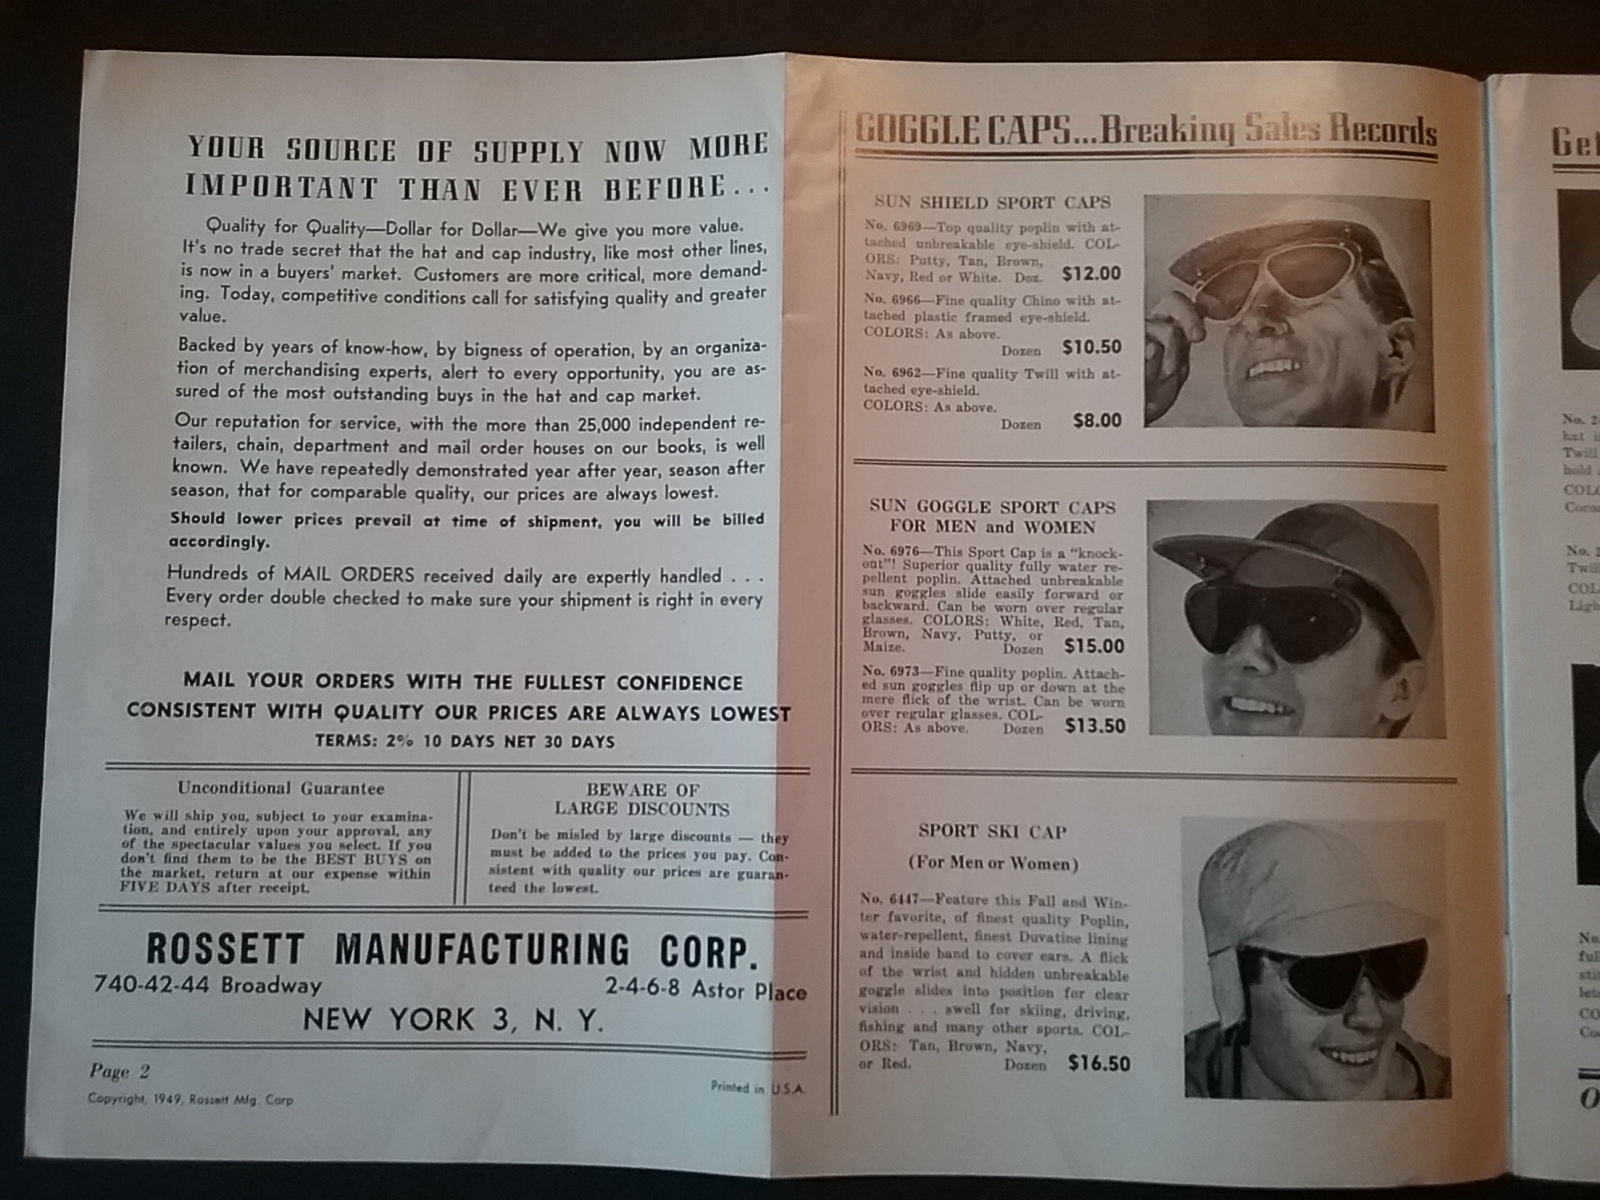 YOUR SOURCE OF SUPPLY NOW MORE
IMPORTANT THAN EVER BEFORE...
Quality for Quality—Dollar for Dollar—We give you more value.
It's no trade secret that the hat and cap industry, like most other lines,
is now in a buyers' market. Customers are more critical, more demand-
ing. Today, competitive conditions call for satisfying quality and greater
value.
Backed by years of know-how, by bigness of operation, by an organiza-
tion of merchandising experts, alert to every opportunity, you are as-
sured of the most outstanding buys in the hat and cap market.
Our reputation for service, with the more than 25,000 independent re-
tailers, chain, department and mail order houses on our books, is well
known. We have repeatedly demonstrated year after year, season after
season, that for comparable quality, our prices are always lowest.
Should lower prices prevail at time of shipment, you will be billed
accordingly.
Hundreds of MAIL ORDERS received daily are expertly handled . . .
Every order double checked to make sure your shipment is right in every
respect.
MAIL YOUR ORDERS WITH THE FULLEST CONFIDENCE
CONSISTENT WITH QUALITY OUR PRICES ARE ALWAYS LOWEST
TERMS: 2% 10 DAYS NET 30 DAYS
Unconditional Guarantee
We will ship you, subject to your examina-
tion, and entirely upon your approval, any
of the spectacular values you select. If you
don't find them to be the BEST BUYS on
the market, return at our expense within
FIVE DAYS after receipt.
BEWARE OF
LARGE DISCOUNTS
Don't be misled by large discounts — they
must be added to the prices you pay. Con-
sistent with quality our prices are guaran-
teed the lowest.
ROSSETT MANUFACTURING CORP.
740-42-44 Broadway 2-4-6-8 Astor Place
NEW YORK 3, N. Y.
Page 2
Copyright, 1949, Rossett Mfg. Corp
Printed in U.S.A.
GOGGLE CAPS...Breaking Sales Records
SUN SHIELD SPORT CAPS
No. 6969—Top quality poplin with at-
tached unbreakable eye-shield. COL-
ORS: Putty, Tan, Brown,
Navy, Red or White. Doz. $12.00
No. 6966—Fine quality Chino with at-
tached plastic framed eye-shield.
COLORS: As above.
Dozen $10.50
No. 6962—Fine quality Twill with at-
tached eye-shield.
COLORS: As above.
Dozen $8.00
SUN GOGGLE SPORT CAPS
FOR MEN and WOMEN
No. 6976—This Sport Cap is a "knock-
out"! Superior quality fully water re-
pellent poplin. Attached unbreakable
sun goggles slide easily forward or
backward. Can be worn over regular
glasses. COLORS: White, Red, Tan,
Brown, Navy, Putty, or
Maize. Dozen $15.00
No. 6973—Fine quality poplin. Attach-
ed sun goggles flip up or down at the
mere flick of the wrist. Can be worn
over regular glasses. COL-
ORS: As above. Dozen $13.50
SPORT SKI CAP
(For Men or Women)
No. 6447—Feature this Fall and Win-
ter favorite, of finest quality Poplin,
water-repellent, finest Duvatine lining
and inside band to cover ears. A flick
of the wrist and hidden unbreakable
goggle slides into position for clear
vision . . . swell for skiing, driving,
fishing and many other sports. COL-
ORS: Tan, Brown, Navy,
or Red. Dozen $16.50
Get
No. 2
hat i
Twill
hold
COL
Coco
No. 2
Twil
COL
Ligh
No.
ful
sti
let
CO
Co
O